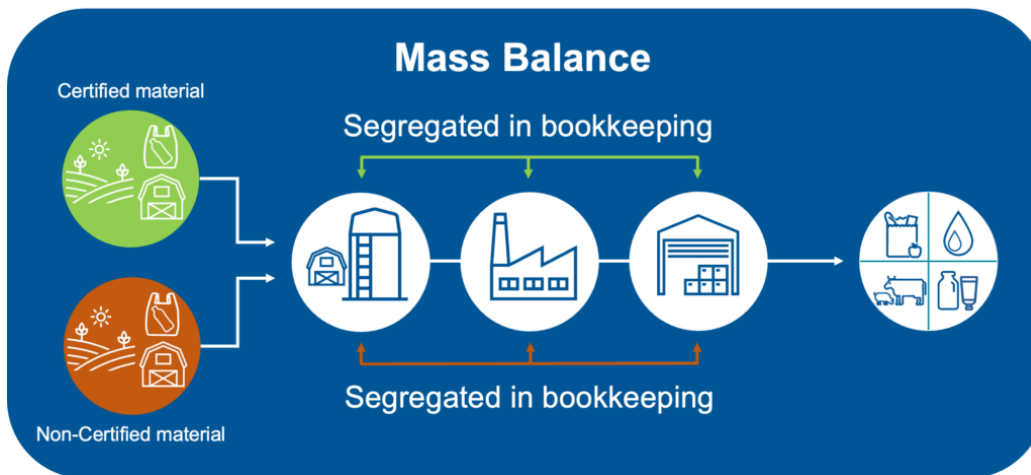 Mass Balance
Certified material
Segregated in bookkeeping
Segregated in bookkeeping
Non-Certified material